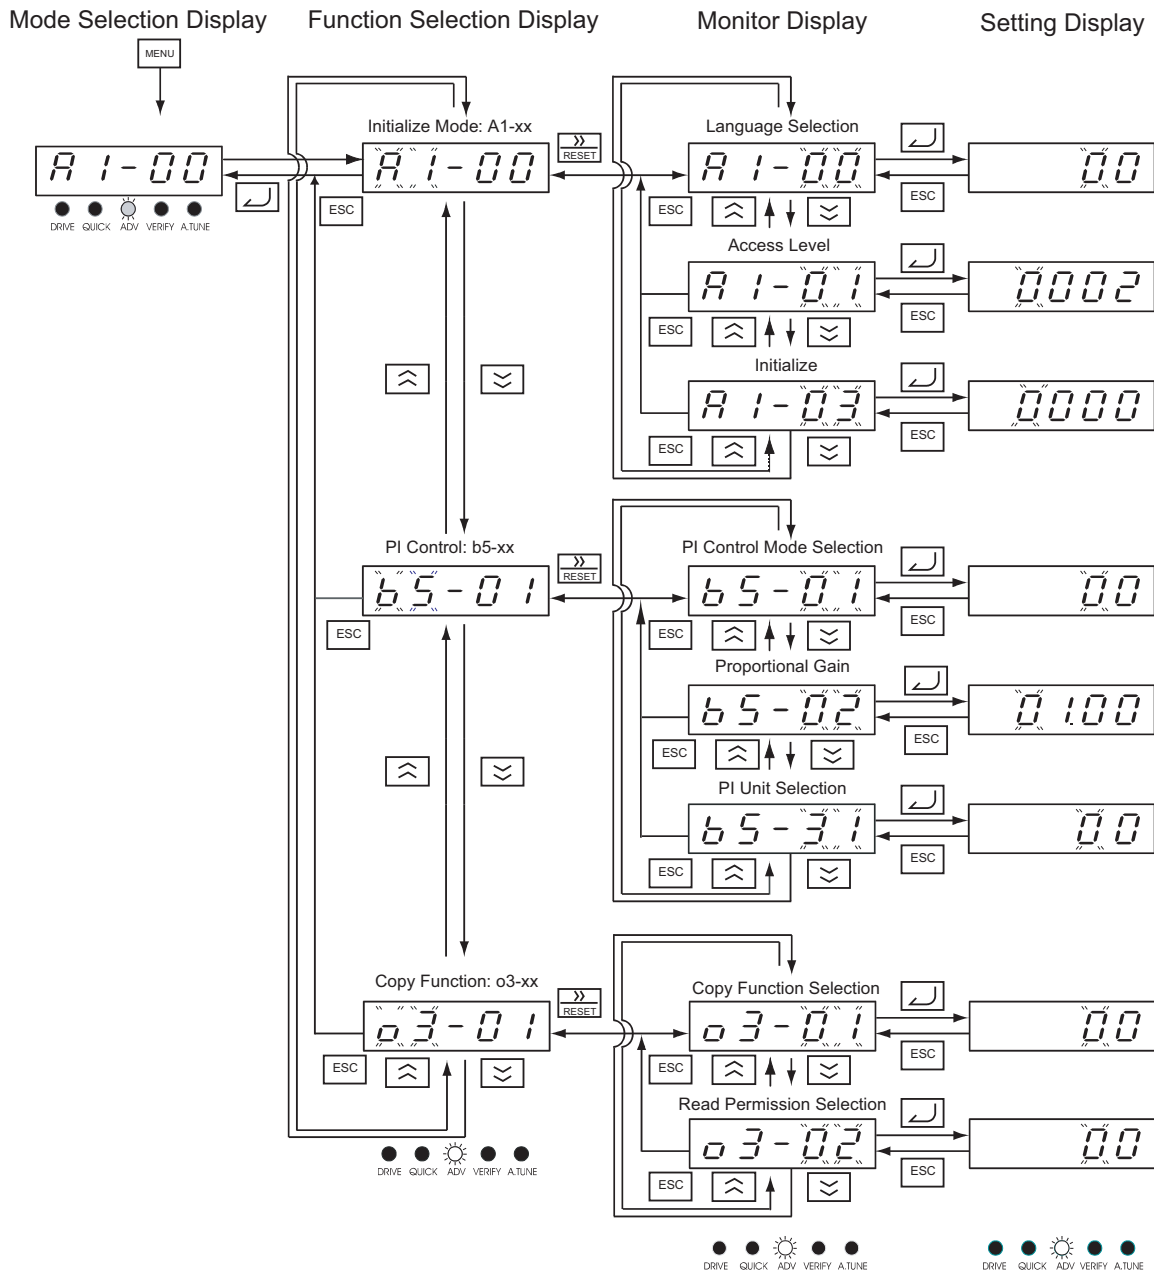 Mode Selection Display Function Selection Display Monitor Display Setting Display
MENU
Initialize Mode: A1-xx
Language Selection
A1-00
A1-00
RESET
A1-00
00
DRIVE QUICK ADV VERIFY A.TUNE
ESC
ESC
ESC
Access Level
A1-01
0002
ESC
ESC
Initialize
A1-03
0000
ESC
ESC
PI Control: b5-xx
PI Control Mode Selection
b5-01
RESET
b5-01
00
ESC
ESC
ESC
Proportional Gain
b5-02
01.00
ESC
ESC
PI Unit Selection
b5-31
00
ESC
ESC
Copy Function: o3-xx
Copy Function Selection
o3-01
RESET
o3-01
00
ESC
ESC
ESC
Read Permission Selection
o3-02
00
ESC
ESC
DRIVE QUICK ADV VERIFY A.TUNE
DRIVE QUICK ADV VERIFY A.TUNE
DRIVE QUICK ADV VERIFY A.TUNE